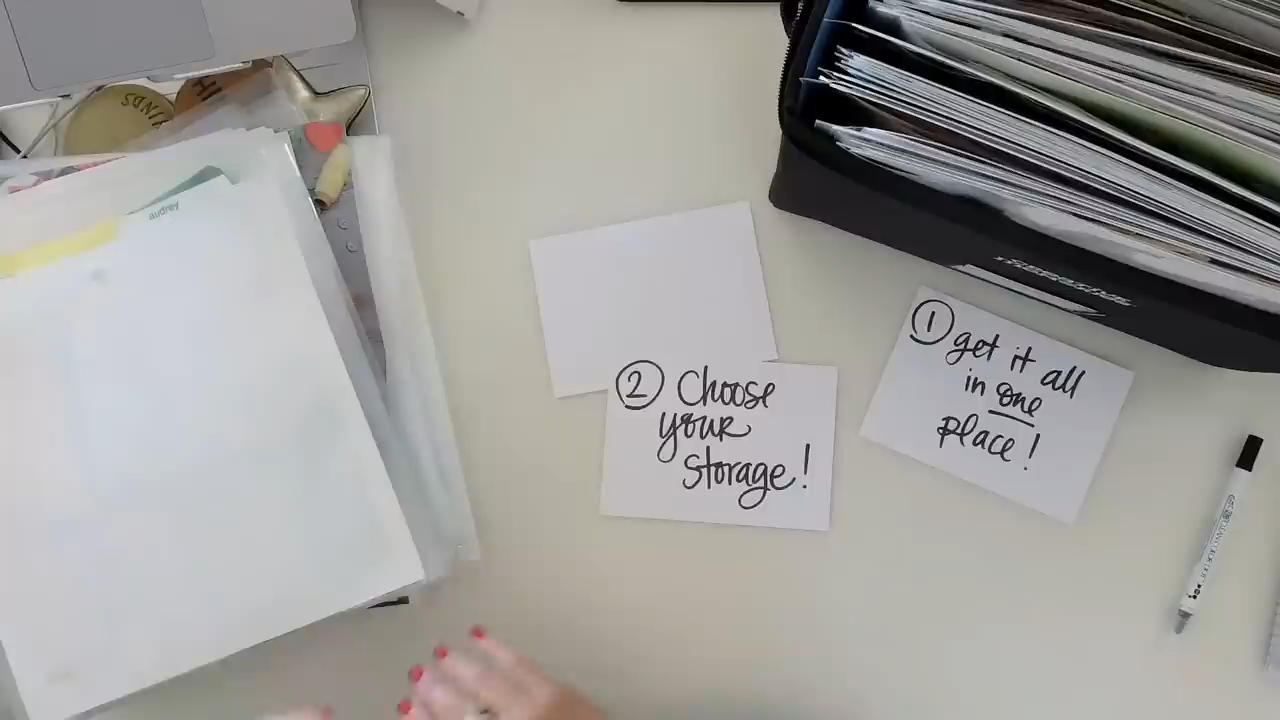 audrey
② Choose
your
Storage!
① get it all
in one
place!